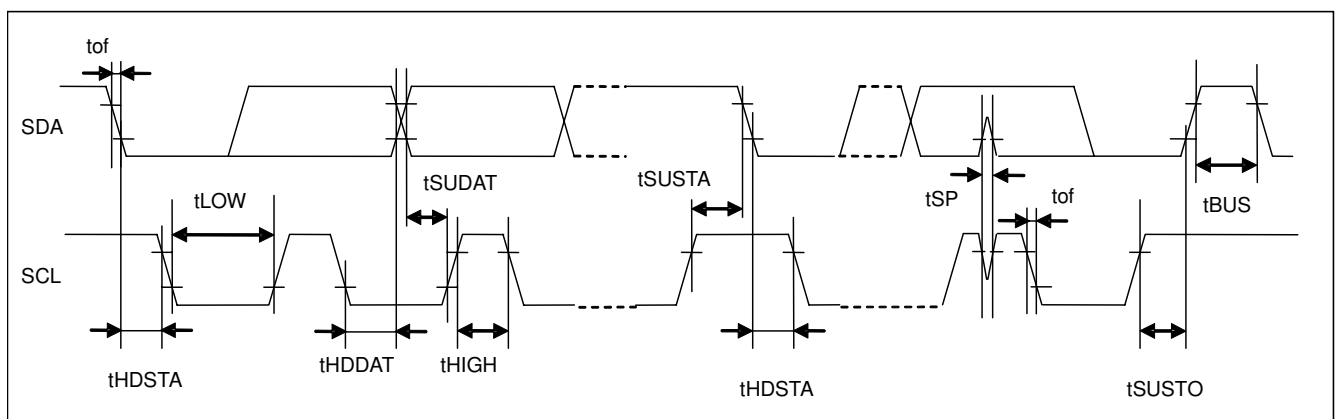 tof
SDA
tSUDAT
tSUSTA
tSP
tof
tBUS
tLOW
SCL
tHDSTA
tHDDAT
tHIGH
tHDSTA
tSUSTO